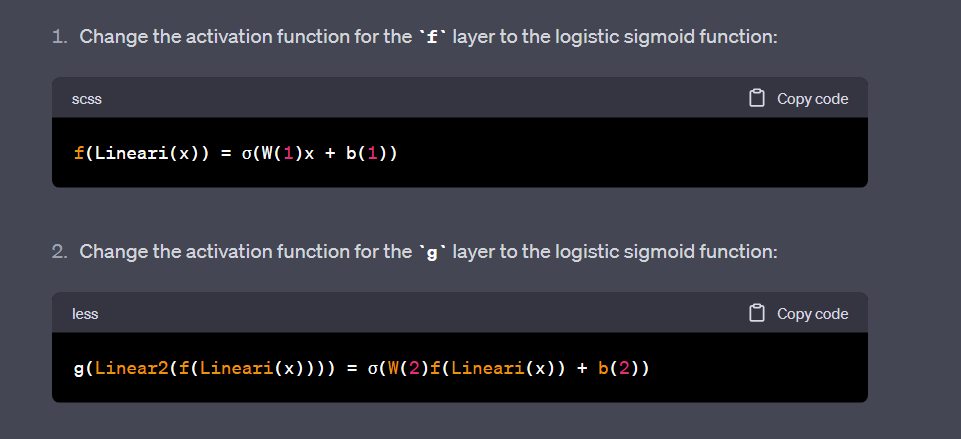 1. Change the activation function for the `f` layer to the logistic sigmoid function:
scss Copy code
f(Lineari(x)) = σ(W(1)x + b(1))
2. Change the activation function for the `g` layer to the logistic sigmoid function:
less Copy code
g(Linear2(f(Lineari(x)))) = σ(W(2)f(Lineari(x)) + b(2))